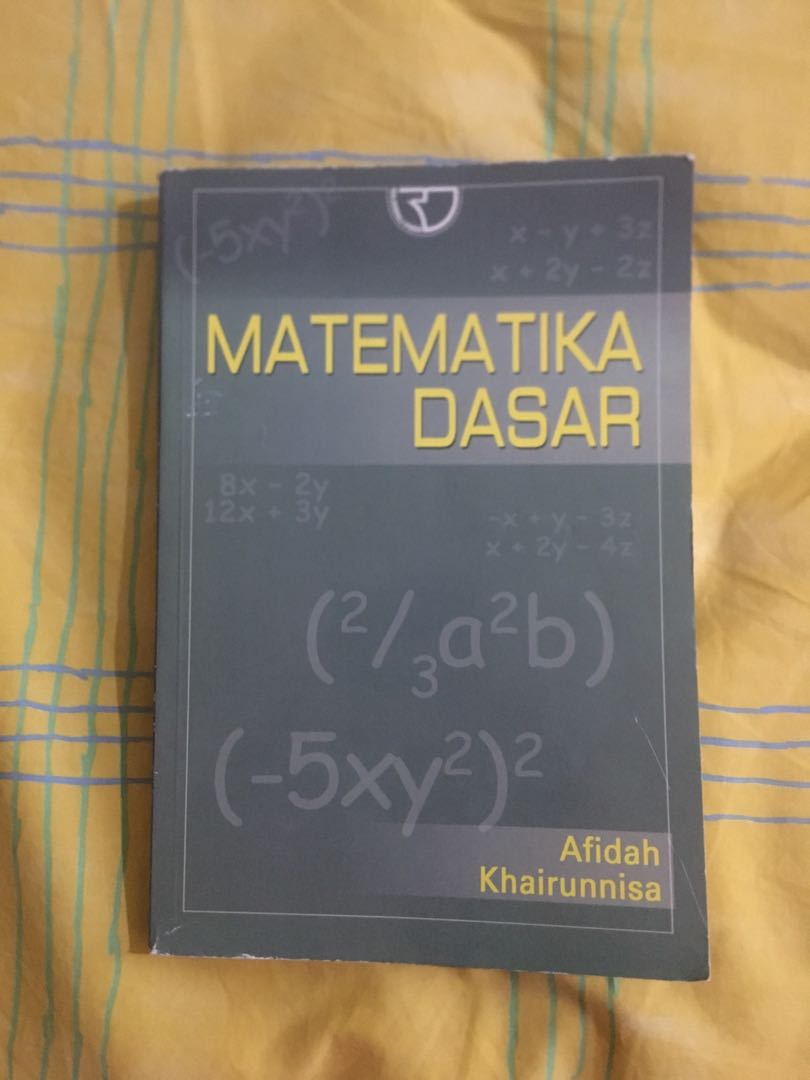 (-5xy²)²
x - y + 3z
x + 2y - 2z
MATEMATIKA
DASAR
8x - 2y
12x + 3y
-x + y - 3z
x + 2y - 4z
(²/₃a²b)
(-5xy²)²
Afidah
Khairunnisa